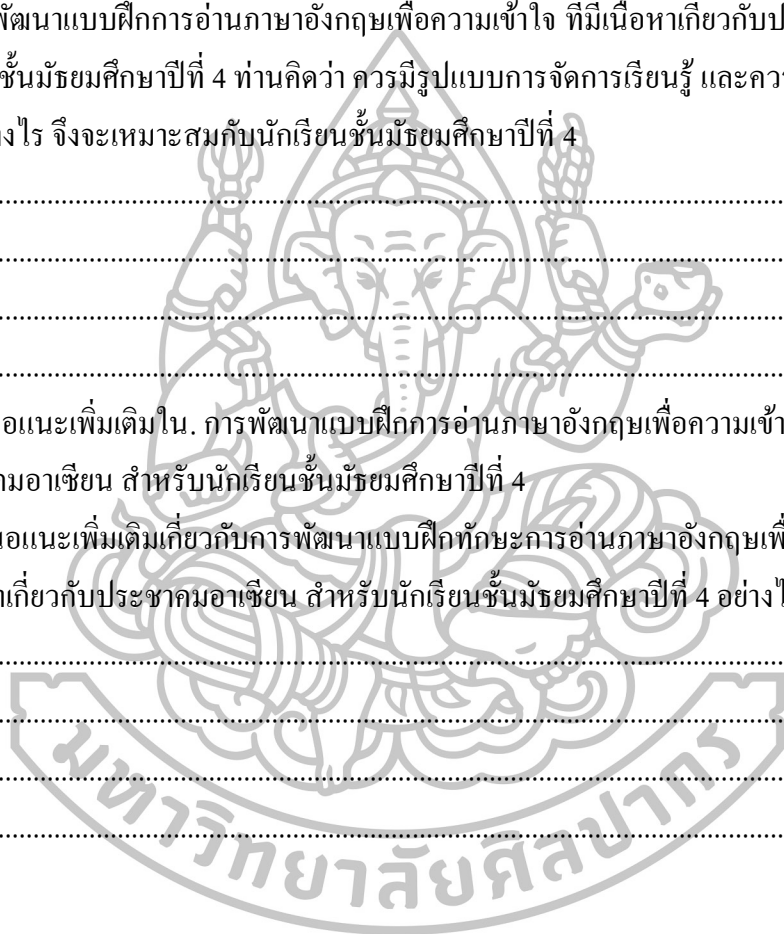 พัฒนาแบบฝึกการอ่านภาษาอังกฤษเพื่อความเข้าใจ ที่มีเนื้อหาเกี่ยวกับป
ชั้นมัธยมศึกษาปีที่ 4 ท่านคิดว่า ควรมีรูปแบบการจัดการเรียนรู้ และคว
งไร จึงจะเหมาะสมกับนักเรียนชั้นมัธยมศึกษาปีที่ 4
อแนะเพิ่มเติมใน. การพัฒนาแบบฝึกการอ่านภาษาอังกฤษเพื่อความเข้า
คมอาเซียน สำหรับนักเรียนชั้นมัธยมศึกษาปีที่ 4
นอแนะเพิ่มเติมเกี่ยวกับการพัฒนาแบบฝึกทักษะการอ่านภาษาอังกฤษเพื่
าเกี่ยวกับประชาคมอาเซียน สำหรับนักเรียนชั้นมัธยมศึกษาปีที่ 4 อย่างไ
มหาวิทยาลัยศิลปากร